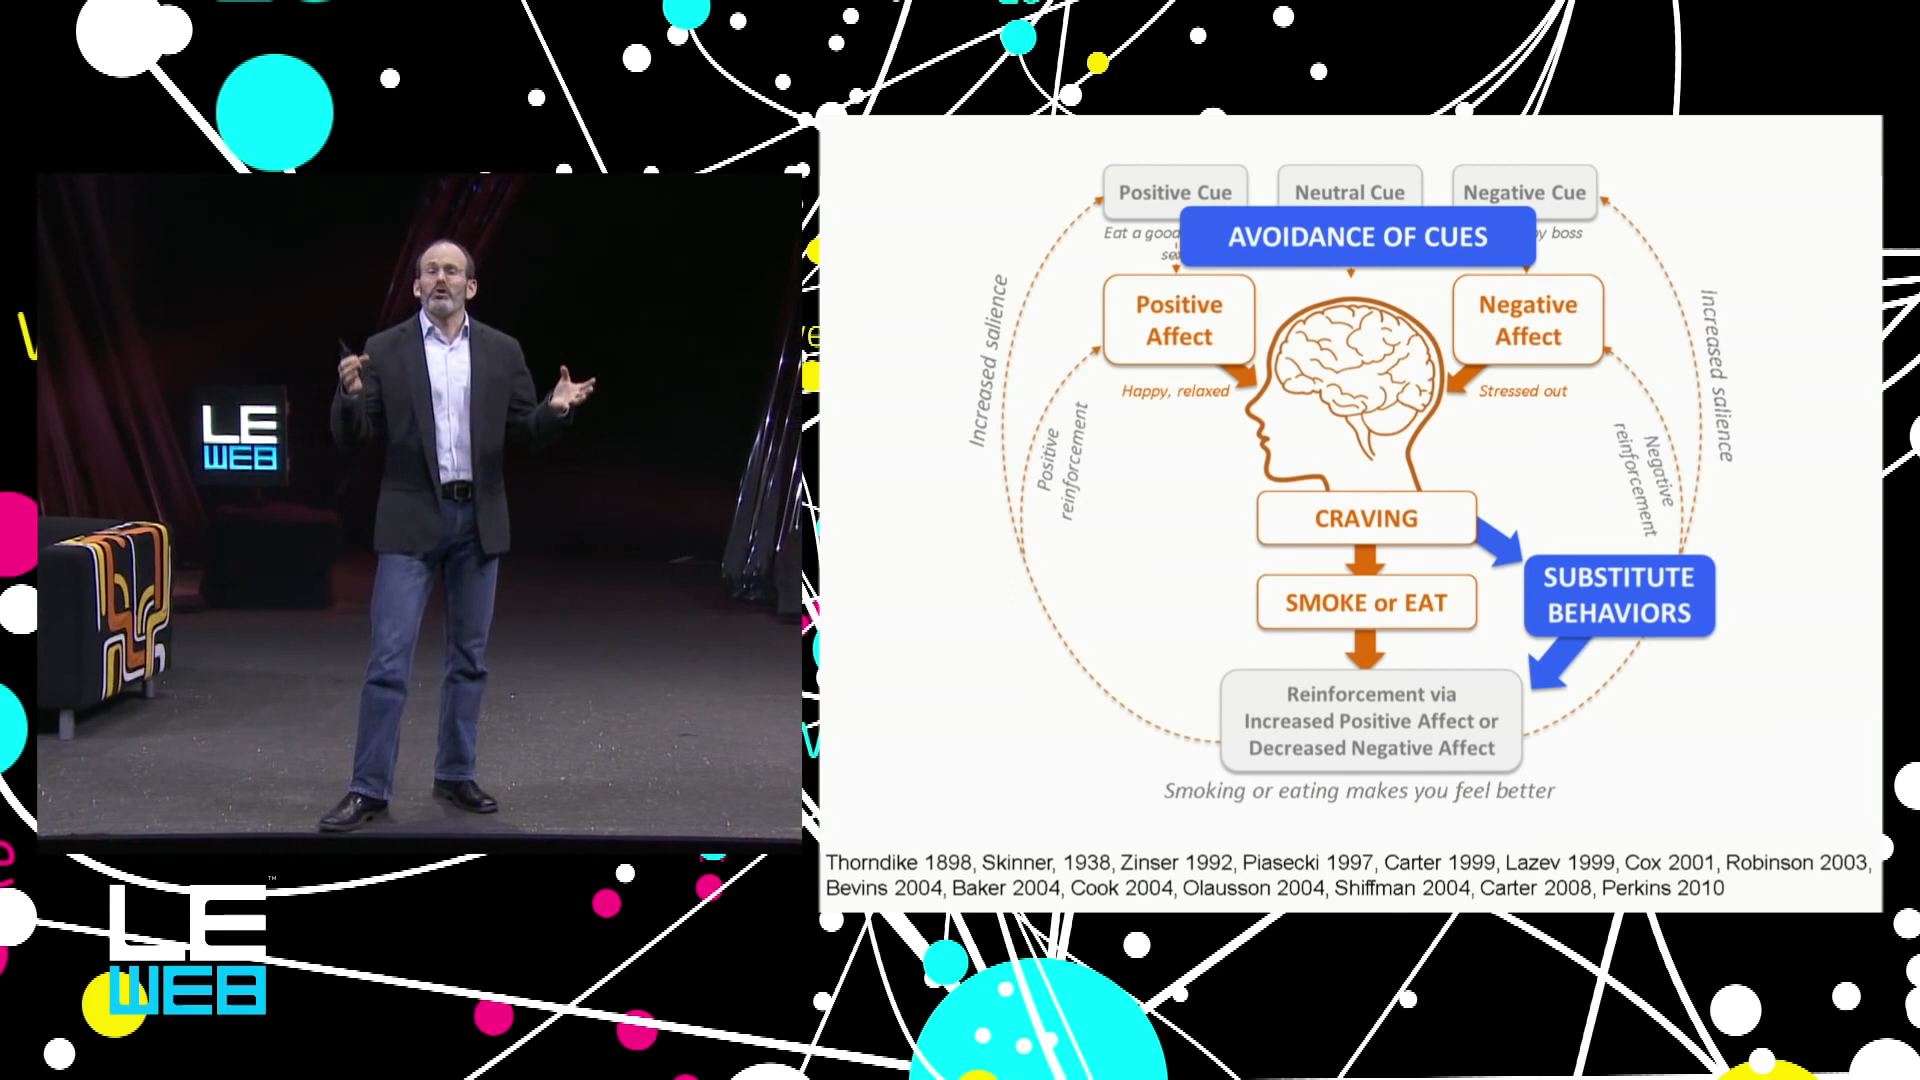 LE
WEB
LE
WEB
™
Positive Cue
Neutral Cue
Negative Cue
Eat a good
by boss
AVOIDANCE OF CUES
Positive
Affect
Negative
Affect
Happy, relaxed
Stressed out
Increased salience
Positive
reinforcement
Negative
reinforcement
Increased salience
CRAVING
SMOKE or EAT
SUBSTITUTE
BEHAVIORS
Reinforcement via
Increased Positive Affect or
Decreased Negative Affect
Smoking or eating makes you feel better
Thorndike 1898, Skinner, 1938, Zinser 1992, Piasecki 1997, Carter 1999, Lazev 1999, Cox 2001, Robinson 2003,
Bevins 2004, Baker 2004, Cook 2004, Olausson 2004, Shiffman 2004, Carter 2008, Perkins 2010